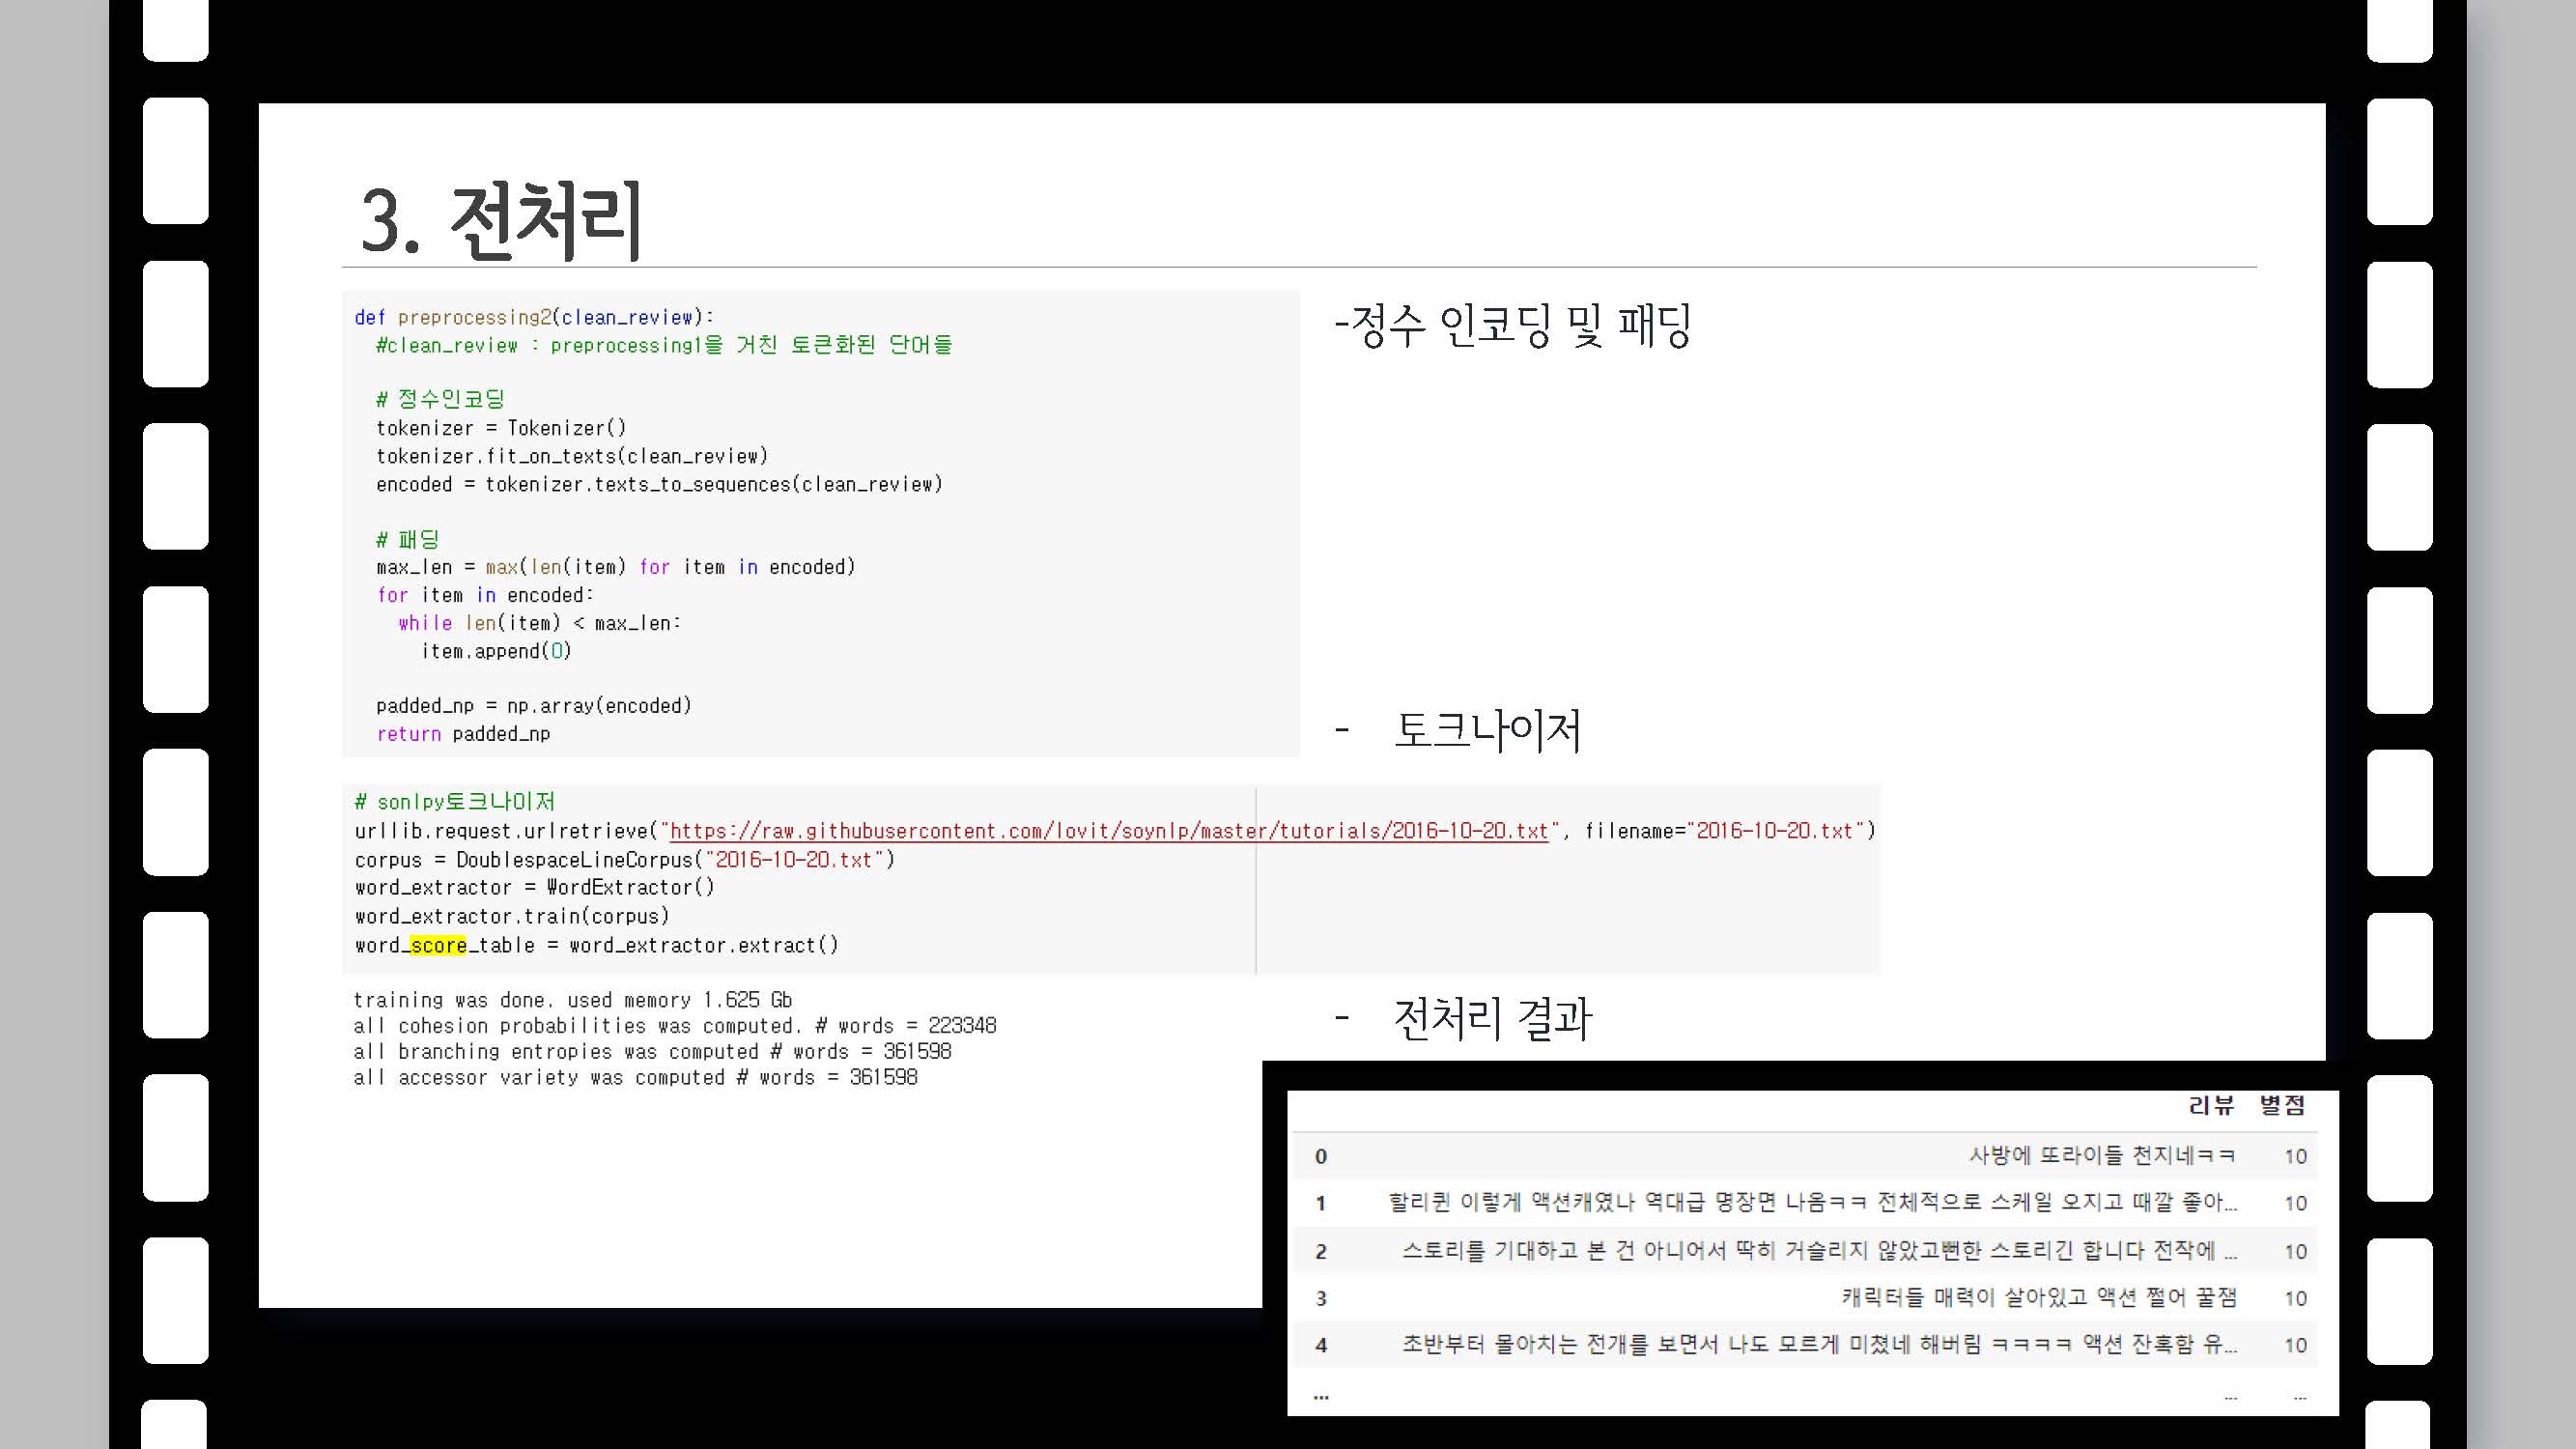 3. 전처리
def preprocessing2(clean_review):
#clean_review : preprocessing1을 거친 토큰화된 단어들
# 정수인코딩
tokenizer = Tokenizer()
tokenizer.fit_on_texts(clean_review)
encoded = tokenizer.texts_to_sequences(clean_review)
# 패딩
max_len = max(len(item) for item in encoded)
for item in encoded:
while len(item) < max_len:
item.append(0)
padded_np = np.array(encoded)
return padded_np
-정수 인코딩 및 패딩
- 토크나이저
# sonlpy토크나이저
urllib.request.urlretrieve("https://raw.githubusercontent.com/lovit/soynlp/master/tutorials/2016-10-20.txt", filename="2016-10-20.txt")
corpus = DoublespaceLineCorpus("2016-10-20.txt")
word_extractor = WordExtractor()
word_extractor.train(corpus)
word_score_table = word_extractor.extract()
training was done. used memory 1.625 Gb
all cohesion probabilities was computed. # words = 223348
all branching entropies was computed # words = 361598
all accessor variety was computed # words = 361598
- 전처리 결과
리뷰 별점
0 사방에 또라이들 천지네ㅋㅋ 10
1 할리퀸 이렇게 액션캐였나 역대급 명장면 나옴ㅋㅋ 전체적으로 스케일 오지고 때깔 좋아... 10
2 스토리를 기대하고 본 건 아니어서 딱히 거슬리지 않았고뻔한 스토리긴 합니다 전작에 ... 10
3 캐릭터들 매력이 살아있고 액션 쩔어 꿀잼 10
4 초반부터 몰아치는 전개를 보면서 나도 모르게 미쳤네 해버림 ㅋㅋㅋㅋ 액션 잔혹함 유... 10
... ... ...